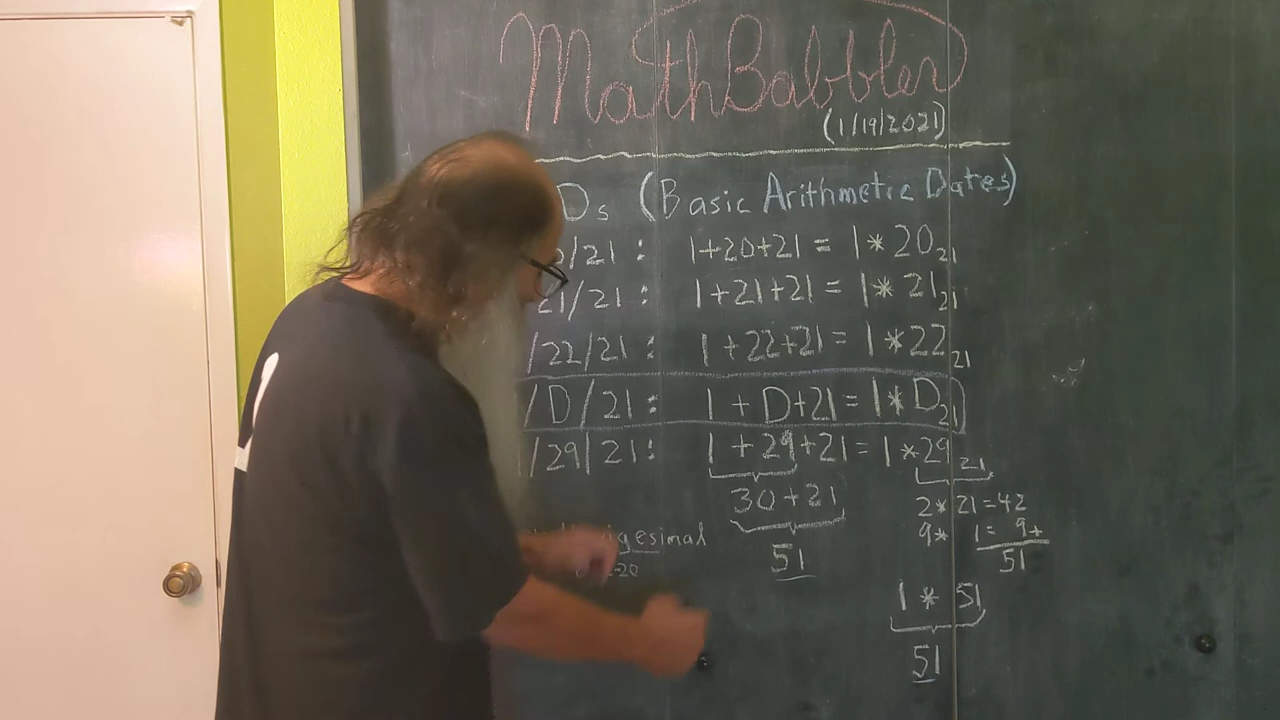 MathBabbler
(1/19/2021)
Ds (Basic Arithmetic Dates)
/21 : 1+20+21 = 1*20₂₁
21/21 : 1+21+21 = 1*21₂₁
/22/21 : 1+22+21 = 1*22₂₁
/D/21 : 1+D+21 = 1*D₂₁
/29/21 : 1+29+21 = 1*29₂₁
30+21
51
2*21=42
9* 1= 9+
51
igesimal
20
1 * 51
51